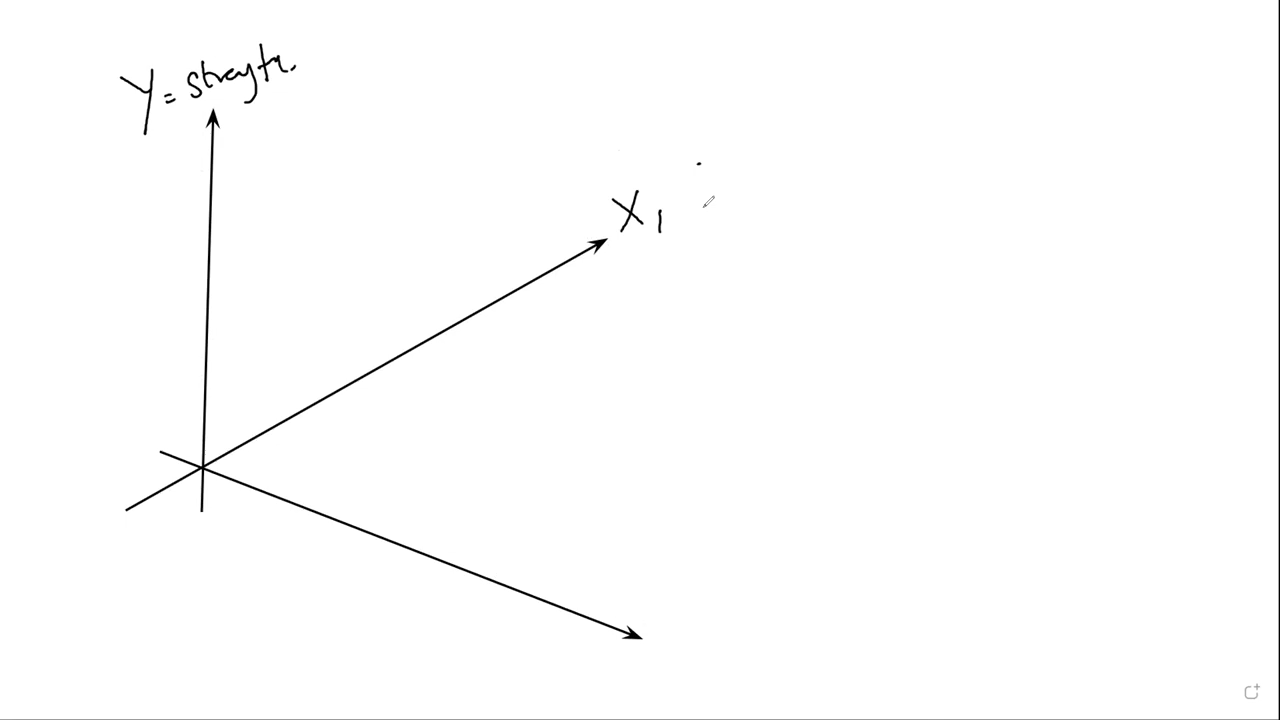 Y = strength.
X1